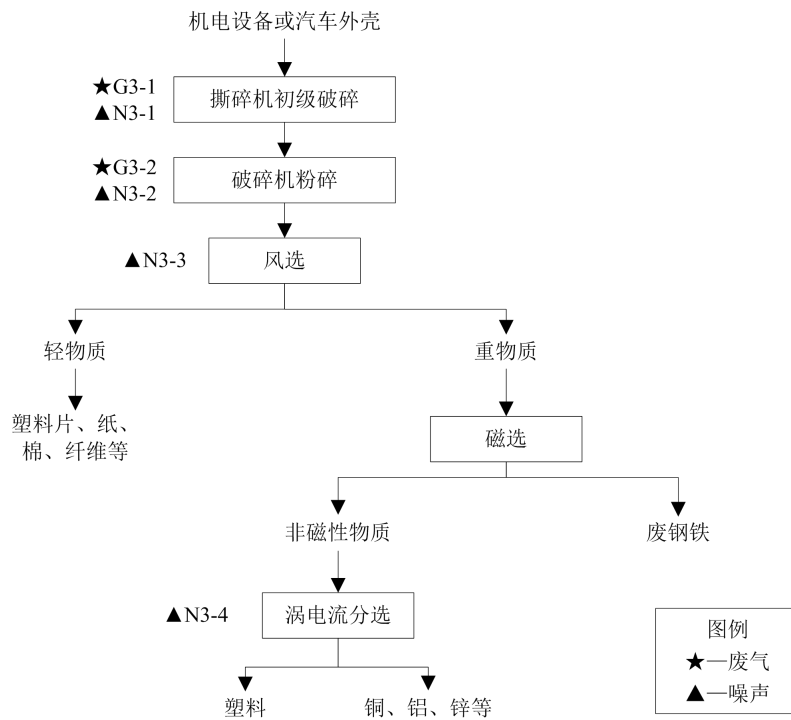 机电设备或汽车外壳
★G3-1
▲N3-1
撕碎机初级破碎
★G3-2
▲N3-2
破碎机粉碎
▲N3-3
风选
轻物质
重物质
塑料片、纸、
棉、纤维等
磁选
非磁性物质
废钢铁
▲N3-4
涡电流分选
塑料
铜、铝、锌等
图例
★—废气
▲—噪声